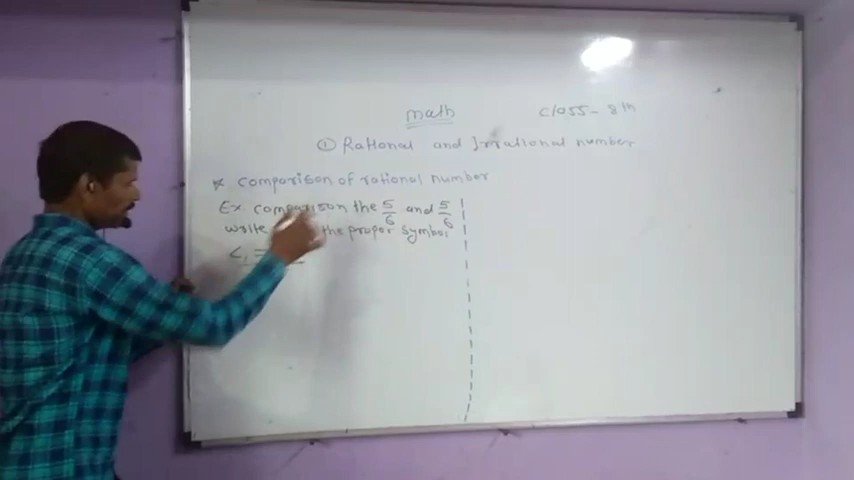 math
class - 8th
① Rational and Irrational number
* comparison of rational number
Ex. comparison the 5/6 and 5/6
write the proper symbol
<, =